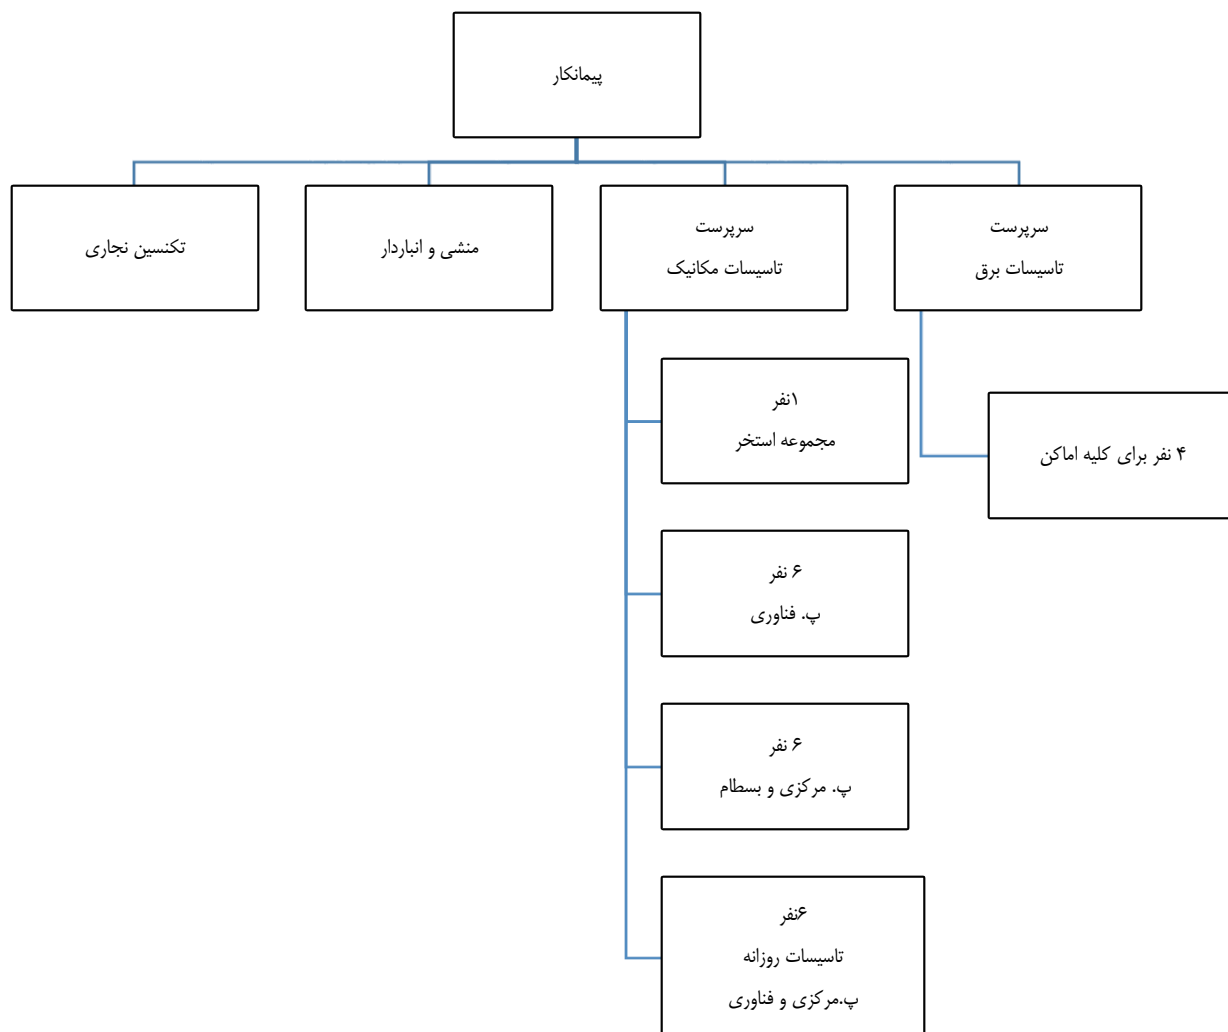 پیمانکار
سرپرست
تاسیسات برق
سرپرست
تاسیسات مکانیک
منشی و انباردار
تکنسین نجاری
۴ نفر برای کلیه اماکن
۱نفر
مجموعه استخر
۶ نفر
پ. فناوری
۶ نفر
پ. مرکزی و بسطام
۶نفر
تاسیسات روزانه
پ.مرکزی و فناوری